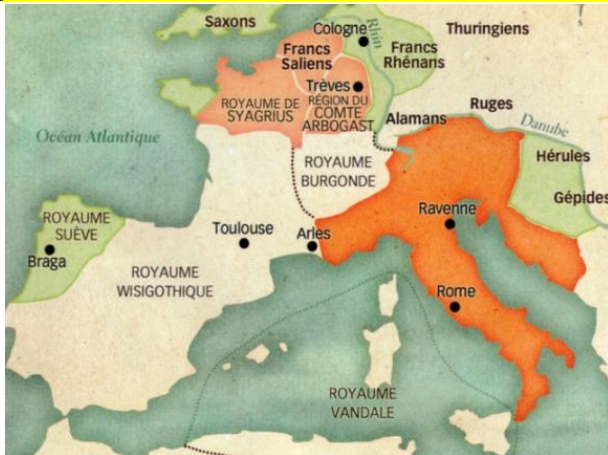 Saxons
Cologne
Rhin
Thuringiens
Francs
Saliens
Francs
Rhénans
Trèves
ROYAUME DE
SYAGRIUS
RÉGION DU
COMTE
ARBOGAST
Alamans
Ruges
Danube
Océan Atlantique
ROYAUME
BURGONDE
Hérules
Gépides
ROYAUME
SUÈVE
Braga
Toulouse
Arles
Ravenne
ROYAUME
WISIGOTHIQUE
Rome
ROYAUME
VANDALE